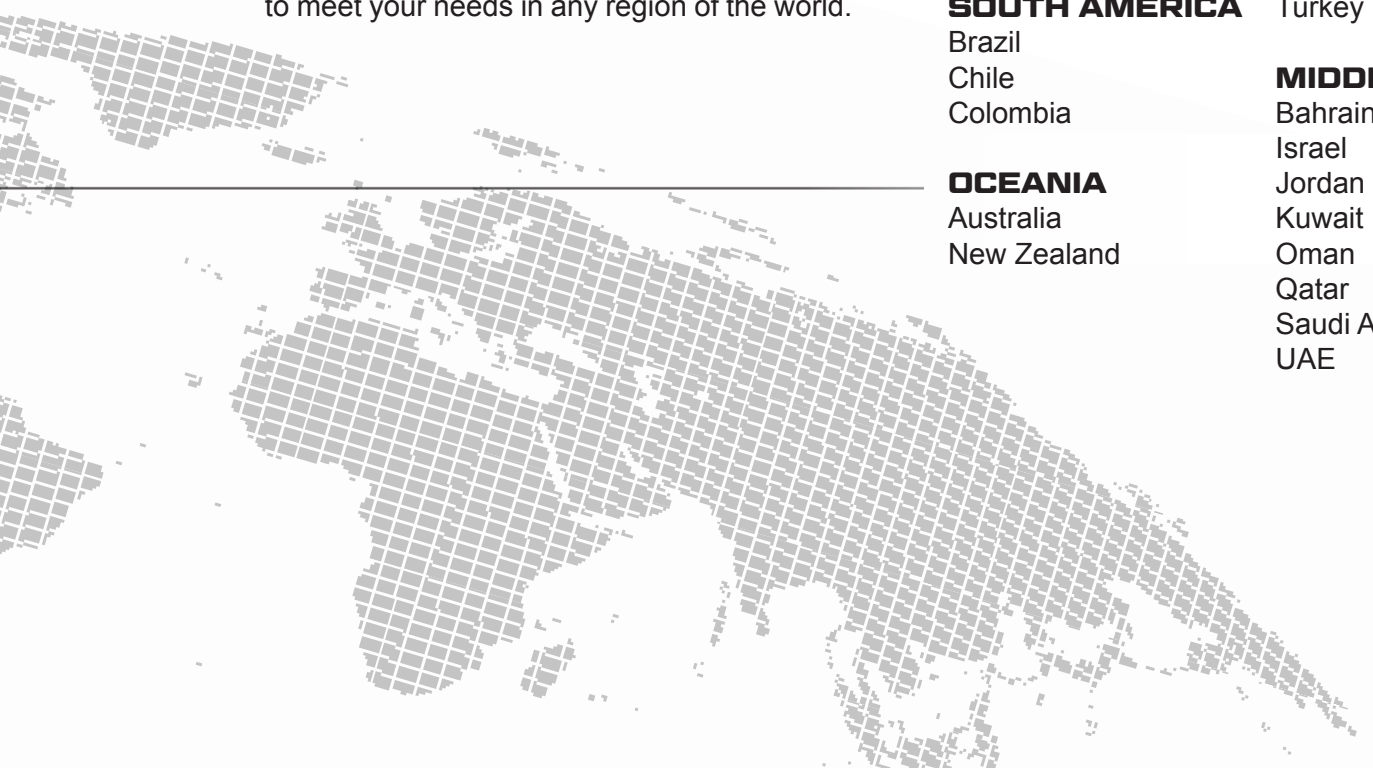 to meet your needs in any region of the world.
SOUTH AMERICA
Brazil
Chile
Colombia
OCEANIA
Australia
New Zealand
Turkey
Bahrain
Israel
Jordan
Kuwait
Oman
Qatar
Saudi
UAE